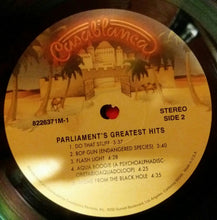 Casablanca
8226371M-1
STEREO
SIDE 2
PARLIAMENT'S GREATEST HITS
1. DO THAT STUFF 3:37
2. BOP GUN (ENDANGERED SPECIES) 3:40
3. FLASH LIGHT 4:28
4. AQUA BOOGIE (A PSYCHOALPHADISC
OBETABIOAQUADOLOOP) 4:26
FROM THE BLACK HOLE 4:35